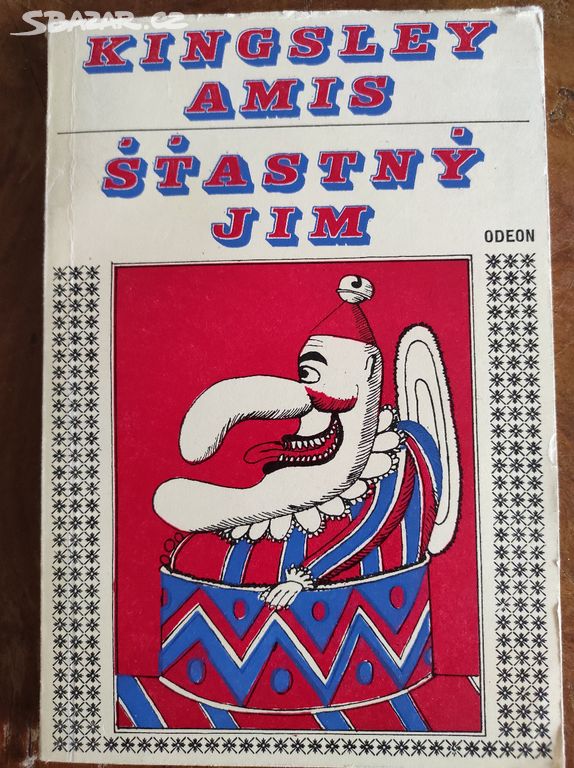 SBAZAR.CZ
KINGSLEY
AMIS
ŠŤASTNÝ
JIM
ODEON